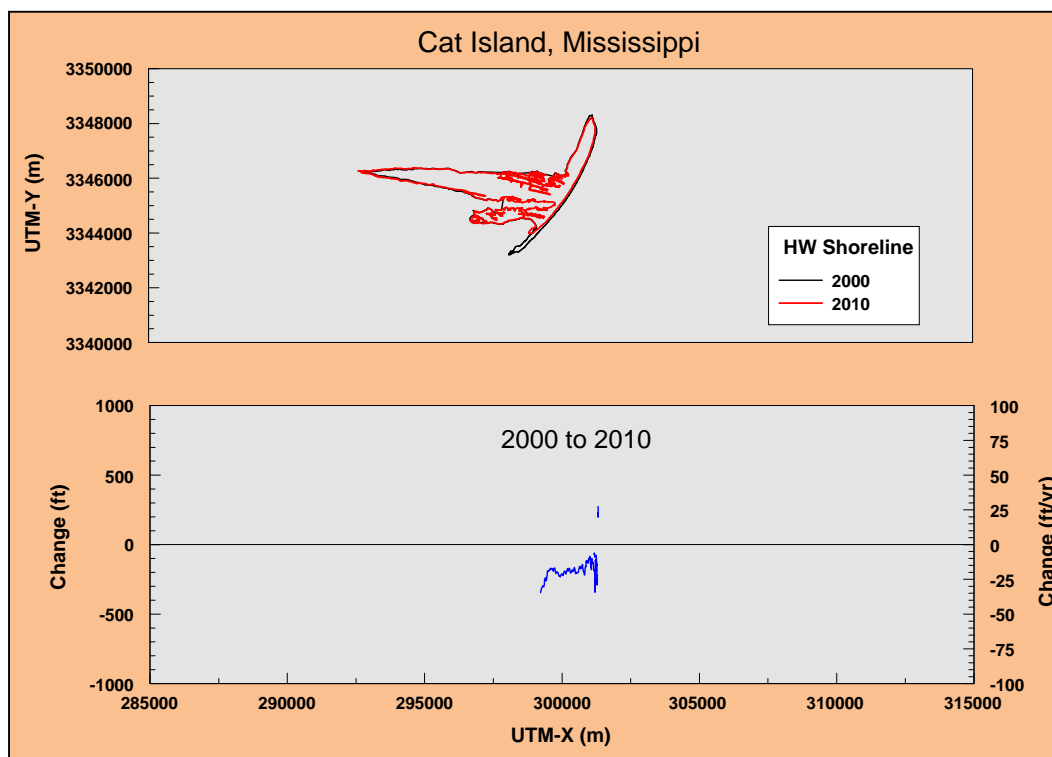 Cat Island, Mississippi
3350000
3348000
3346000
3344000
3342000
3340000
UTM-Y (m)
HW Shoreline
2000
2010
2000 to 2010
1000
500
0
-500
-1000
Change (ft)
100
75
50
25
0
-25
-50
-75
-100
Change (ft/yr)
285000 290000 295000 300000 305000 310000 315000
UTM-X (m)